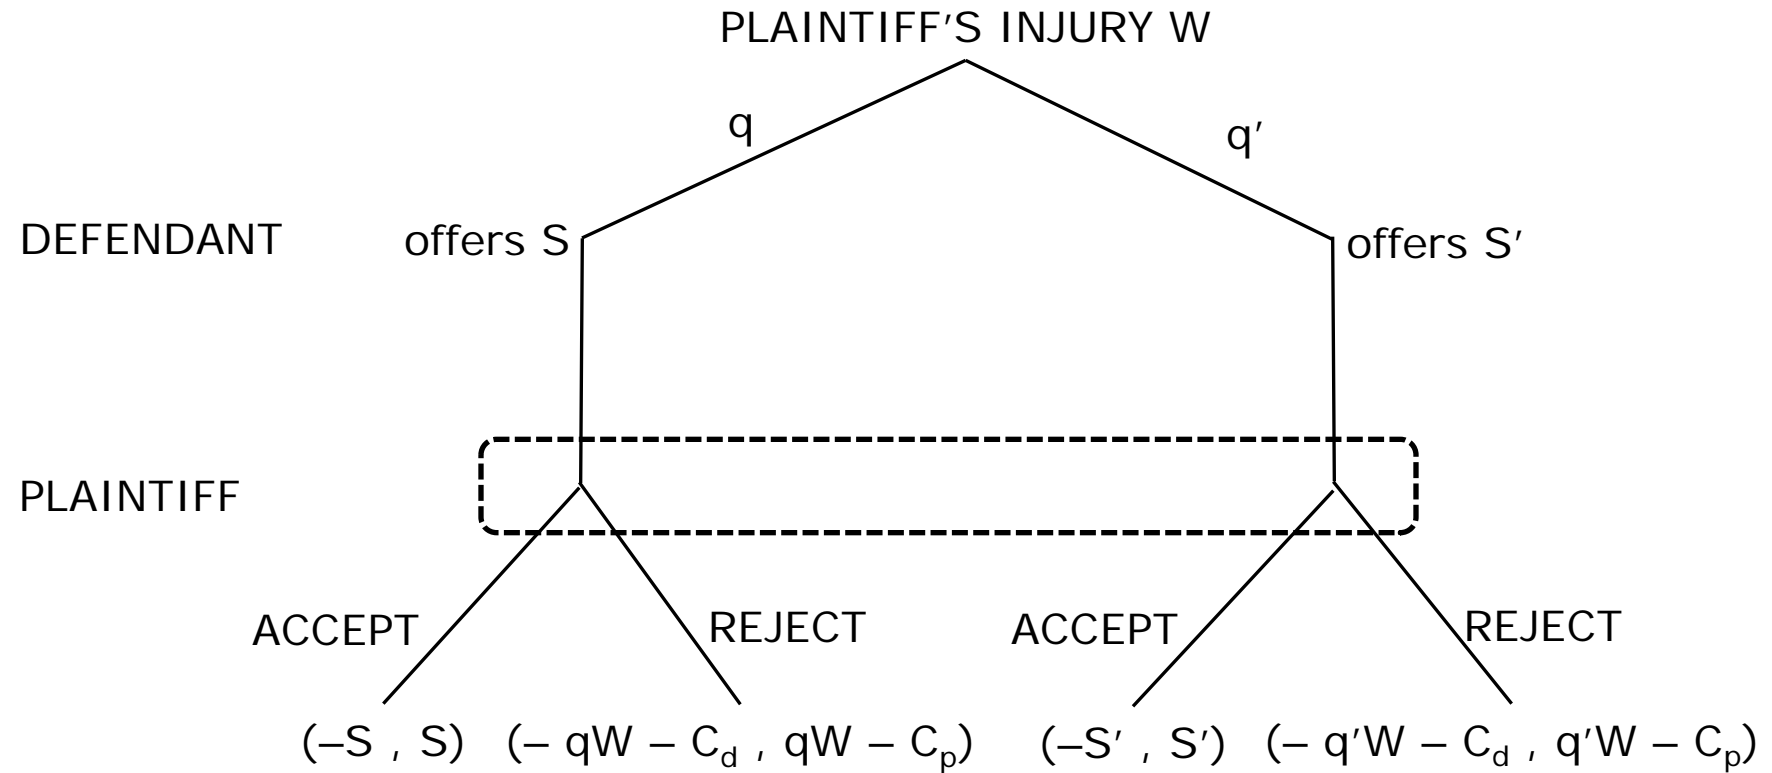 PLAINTIFF'S INJURY W
q
q'
DEFENDANT
offers S
offers S'
PLAINTIFF
ACCEPT
REJECT
ACCEPT
REJECT
(–S , S)
(– qW – Cd , qW – Cp)
(–S' , S')
(– q'W – Cd , q'W – Cp)